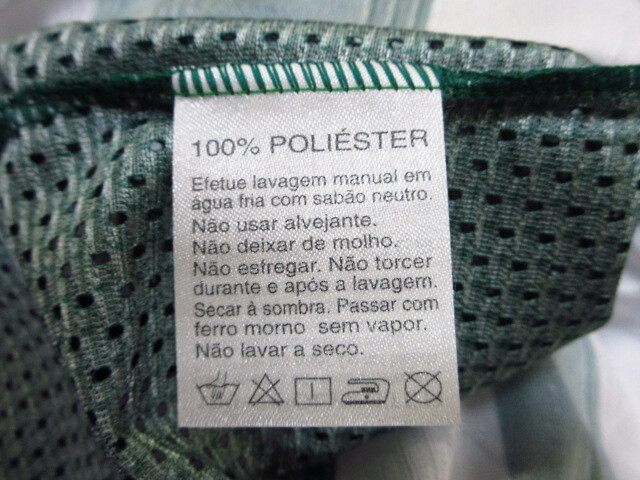 100% POLIÉSTER
Efetue lavagem manual em
água fria com sabão neutro.
Não usar alvejante.
Não deixar de molho.
Não esfregar. Não torcer
durante e após a lavagem.
Secar à sombra. Passar com
ferro morno sem vapor.
Não lavar a seco.